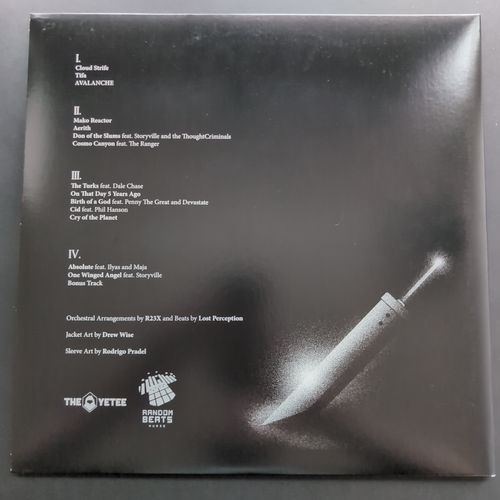 I.
Cloud Strife
Tifa
AVALANCHE
II.
Mako Reactor
Aerith
Don of the Slums feat. Storyville and the ThoughtCriminals
Cosmo Canyon feat. The Ranger
III.
The Turks feat. Dale Chase
On That Day 5 Years Ago
Birth of a God feat. Penny The Great and Devastate
Cid feat. Phil Hanson
Cry of the Planet
IV.
Absolute feat. Ilyas and Maja
One Winged Angel feat. Storyville
Bonus Track
Orchestral Arrangements by R23X and Beats by Lost Perception
Jacket Art by Drew Wise
Sleeve Art by Rodrigo Pradel
THE YETEE
RANDOM
BEATS
MUSIC